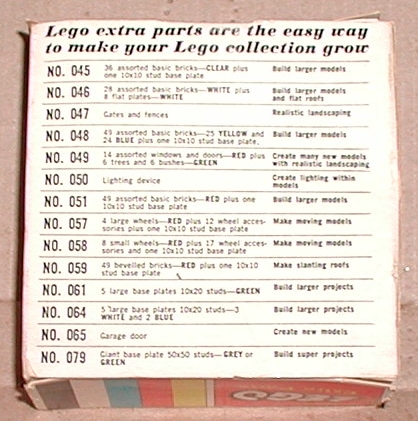 Lego extra parts are the easy way
to make your Lego collection grow
NO. 045 36 assorted basic bricks—CLEAR plus Build larger models
one 10x10 stud base plate
NO. 046 28 assorted basic bricks—WHITE plus Build larger models
8 flat plates—WHITE and flat roofs
NO. 047 Gates and fences Realistic landscaping
NO. 048 49 assorted basic bricks—25 YELLOW and Build larger models
24 BLUE plus one 10x10 stud base plate.
NO. 049 14 assorted windows and doors—RED plus Create many new models
6 trees and 6 bushes—GREEN with realistic landscaping
NO. 050 Lighting device Create lighting within
models
NO. 051 49 assorted basic bricks—RED plus one Build larger models
10x10 stud base plate
NO. 057 4 large wheels—RED plus 12 wheel acces- Make moving models
sories plus one 10x10 stud base plate
NO. 058 8 small wheels—RED plus 17 wheel acces- Make moving models
sories and one 10x10 stud base plate
NO. 059 49 bevelled bricks—RED plus one 10x10 Make slanting roofs
stud base plate
NO. 061 5 large base plates 10x20 studs—GREEN Build larger projects
NO. 064 5 large base plates 10x20 studs—3 Build larger projects
WHITE and 2 BLUE
NO. 065 Garage door Create new models
NO. 079 Giant base plate 50x50 studs—GREY or Build super projects
GREEN
LEGO